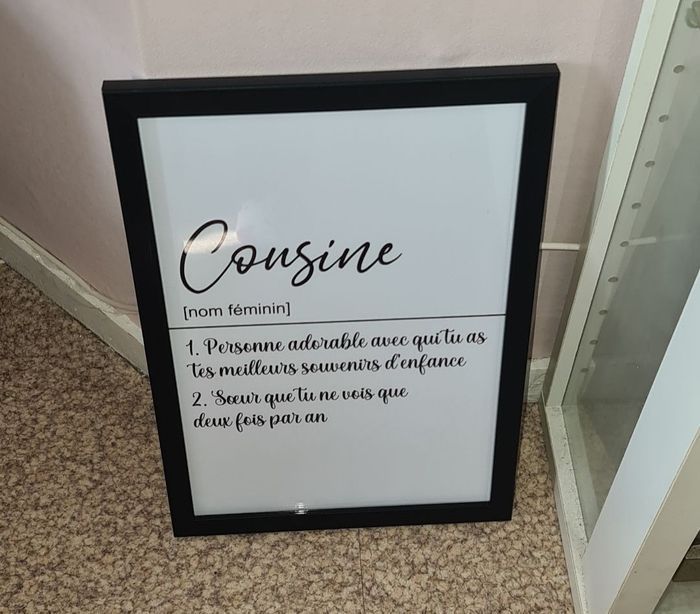 Cousine
[nom féminin]
1. Personne adorable avec qui tu as
tes meilleurs souvenirs d'enfance
2. Sœur que tu ne vois que
deux fois par an